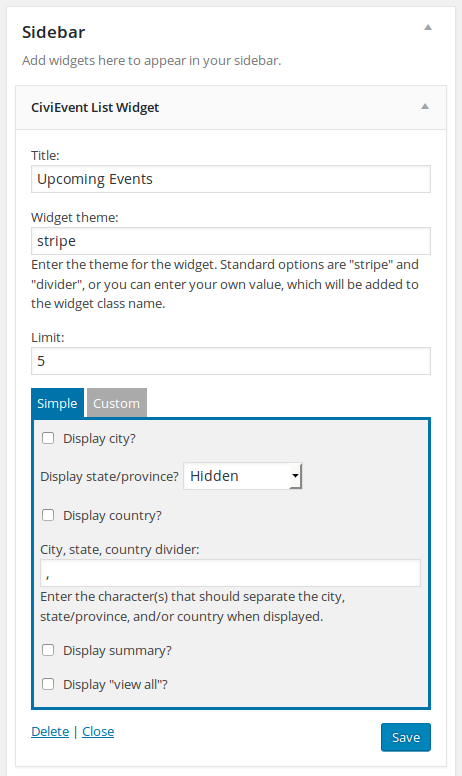 Sidebar
Add widgets here to appear in your sidebar.
CiviEvent List Widget
Title:
Upcoming Events
Widget theme:
stripe
Enter the theme for the widget. Standard options are "stripe" and
"divider", or you can enter your own value, which will be added to
the widget class name.
Limit:
5
Simple Custom
Display city?
Display state/province? Hidden
Display country?
City, state, country divider:
,
Enter the character(s) that should separate the city,
state/province, and/or country when displayed.
Display summary?
Display "view all"?
Delete | Close Save